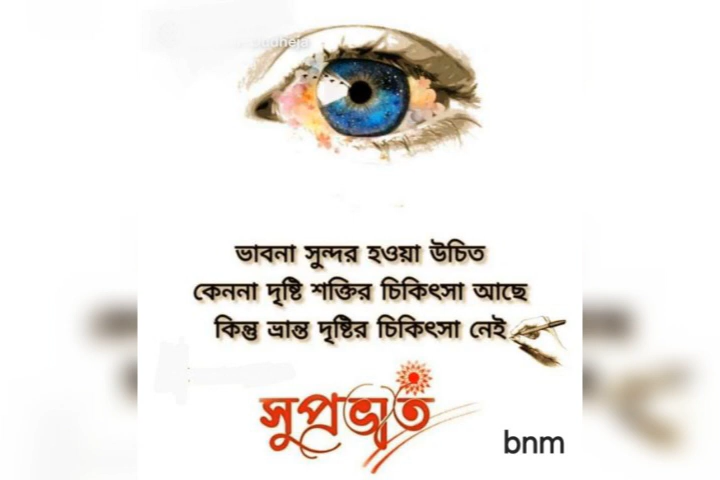 ভাবনা সুন্দর হওয়া উচিত
কেননা দৃষ্টি শক্তির চিকিৎসা আছে
কিন্তু ভ্রান্ত দৃষ্টির চিকিৎসা নেই
সুপ্রভাত
bnm